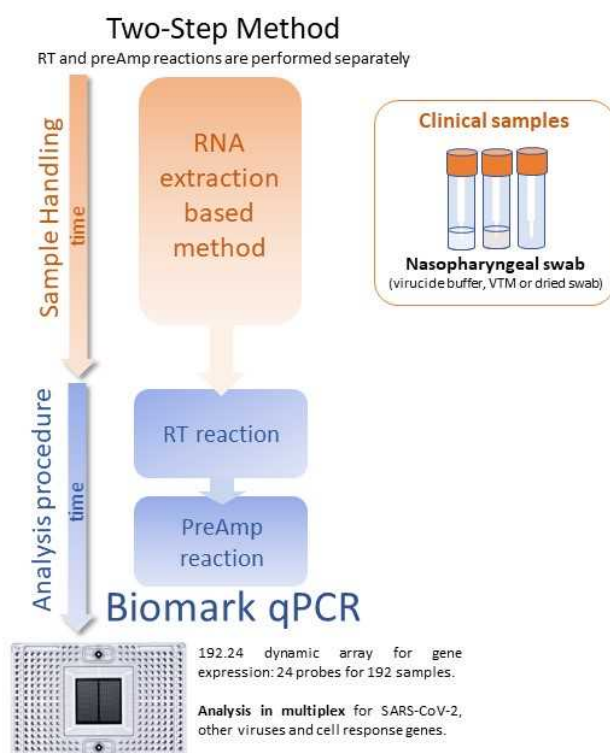 Two-Step Method
RT and preAmp reactions are performed separately
Sample Handling
time
RNA
extraction
based
method
Clinical samples
Nasopharyngeal swab
(virucide buffer, VTM or dried swab)
Analysis procedure
time
RT reaction
PreAmp
reaction
Biomark qPCR
192.24 dynamic array for gene
expression: 24 probes for 192 samples.
Analysis in multiplex for SARS-CoV-2,
other viruses and cell response genes.